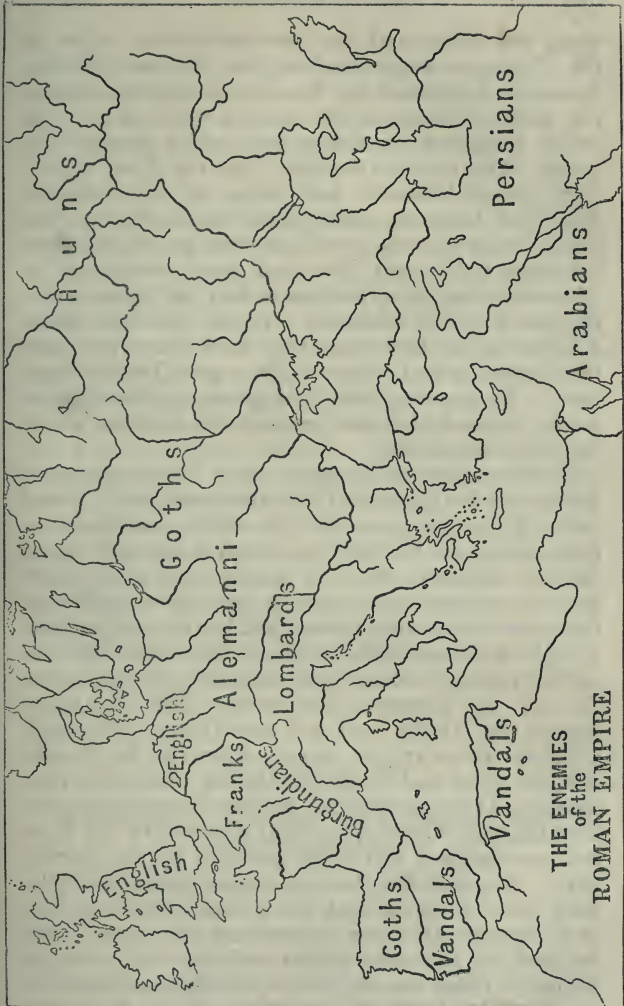 Huns
Goths
Alemanni
Lombards
English
Franks
Burgundians
English
Goths
Vandals
Vandals
Persians
Arabians
THE ENEMIES
of the
ROMAN EMPIRE